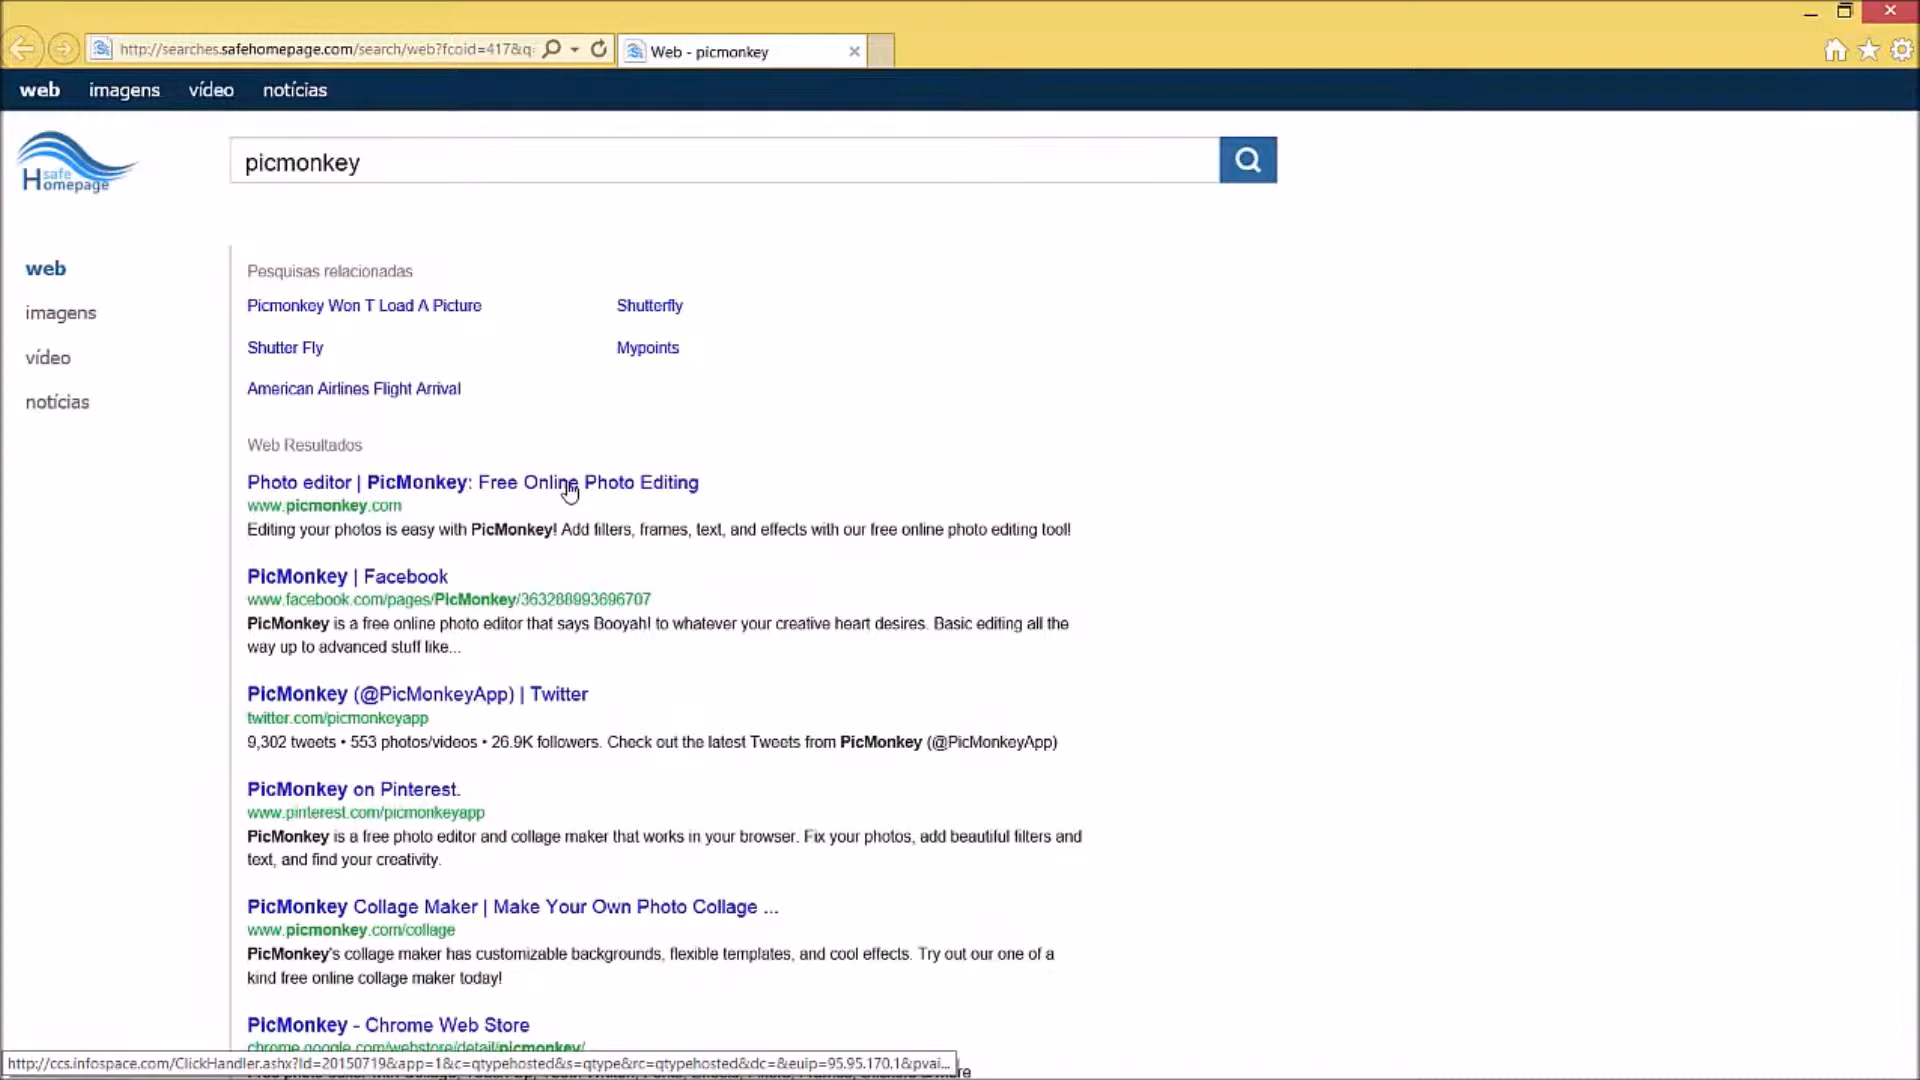 http://searches.safehomepage.com/search/web?fcoid=417&q
Web - picmonkey
web imagens vídeo notícias
safe
Homepage
picmonkey
web
imagens
vídeo
notícias
Pesquisas relacionadas
Picmonkey Won T Load A Picture Shutterfly
Shutter Fly Mypoints
American Airlines Flight Arrival
Web Resultados
Photo editor | PicMonkey: Free Online Photo Editing
www.picmonkey.com
Editing your photos is easy with PicMonkey! Add filters, frames, text, and effects with our free online photo editing tool!
PicMonkey | Facebook
www.facebook.com/pages/PicMonkey/363288993696707
PicMonkey is a free online photo editor that says Booyah! to whatever your creative heart desires. Basic editing all the
way up to advanced stuff like...
PicMonkey (@PicMonkeyApp) | Twitter
twitter.com/picmonkeyapp
9,302 tweets • 553 photos/videos • 26.9K followers. Check out the latest Tweets from PicMonkey (@PicMonkeyApp)
PicMonkey on Pinterest.
www.pinterest.com/picmonkeyapp
PicMonkey is a free photo editor and collage maker that works in your browser. Fix your photos, add beautiful filters and
text, and find your creativity.
PicMonkey Collage Maker | Make Your Own Photo Collage ...
www.picmonkey.com/collage
PicMonkey's collage maker has customizable backgrounds, flexible templates, and cool effects. Try out our one of a
kind free online collage maker today!
PicMonkey - Chrome Web Store
chrome.google.com/webstore/detail/picmonkey/
http://ccs.infospace.com/ClickHandler.ashx?ld=20150719&app=1&c=qtypehosted&s=qtype&rc=qtypehosted&dc=&euip=95.95.170.1&pvai...